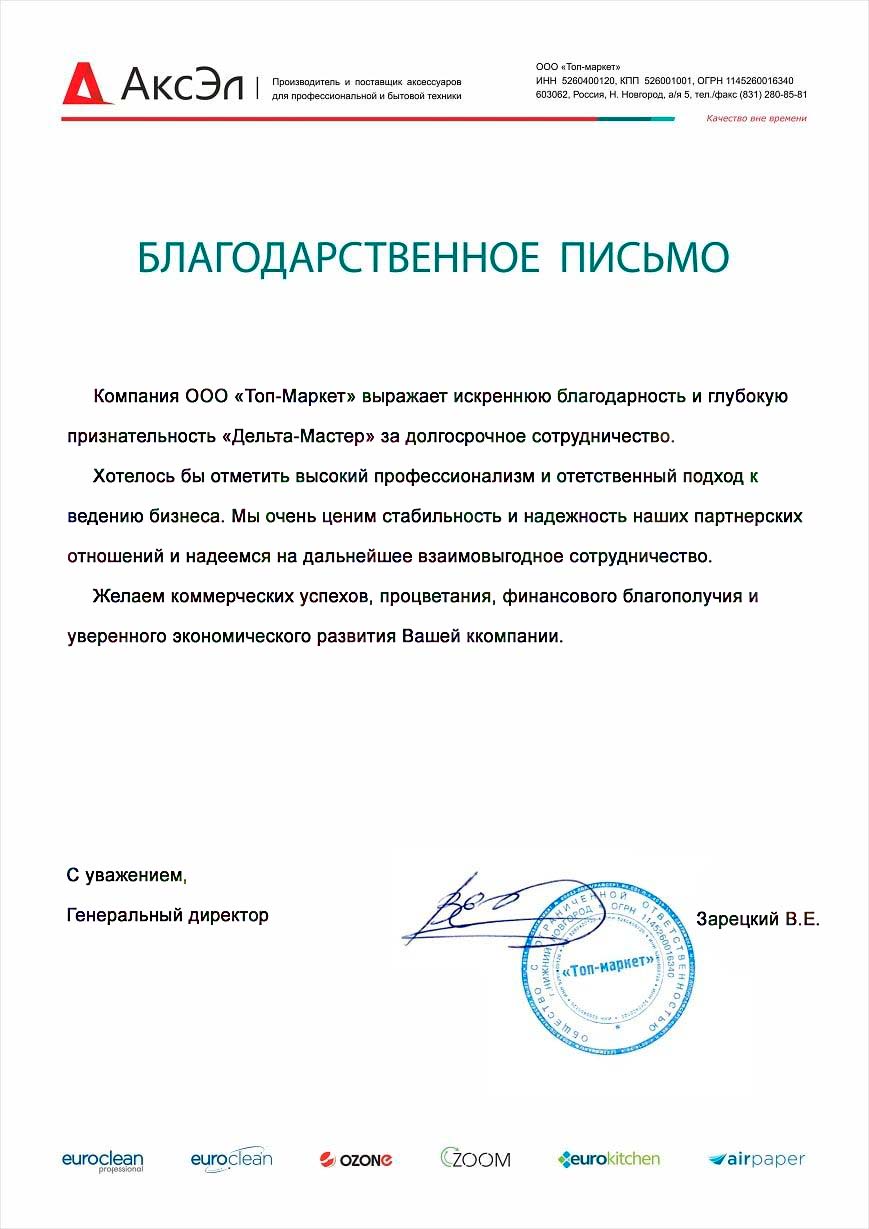 АксЭл
Производитель и поставщик аксессуаров
для профессиональной и бытовой техники
ООО «Топ-маркет»
ИНН 5260400120, КПП 526001001, ОГРН 1145260016340
603062, Россия, Н. Новгород, а/я 5, тел./факс (831) 280-85-81
Качество вне времени
БЛАГОДАРСТВЕННОЕ ПИСЬМО
Компания ООО «Топ-Маркет» выражает искреннюю благодарность и глубокую
признательность «Дельта-Мастер» за долгосрочное сотрудничество.
Хотелось бы отметить высокий профессионализм и отетственный подход к
ведению бизнеса. Мы очень ценим стабильность и надежность наших партнерских
отношений и надеемся на дальнейшее взаимовыгодное сотрудничество.
Желаем коммерческих успехов, процветания, финансового благополучия и
уверенного экономического развития Вашей ккомпании.
С уважением,
Генеральный директор
Зарецкий В.Е.
ОБЩЕСТВО С ОГРАНИЧЕННОЙ ОТВЕТСТВЕННОСТЬЮ
Г.НИЖНИЙ НОВГОРОД * ОГРН 1145260016340
«Топ-маркет»
euroclean professional
euroclean
OZONE
ZOOM
eurokitchen
airpaper